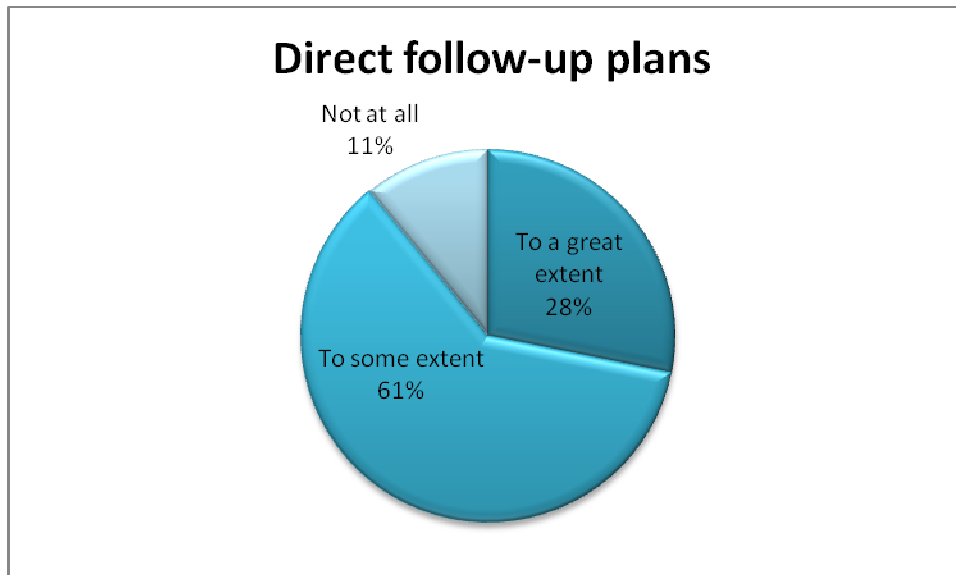 Direct follow-up plans
Not at all
11%
To a great
extent
28%
To some extent
61%